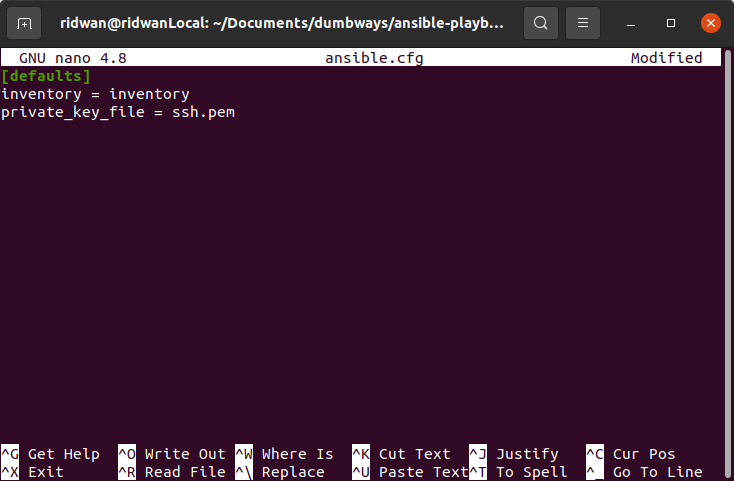 ridwan@ridwanLocal: ~/Documents/dumbways/ansible-playb...
GNU nano 4.8 ansible.cfg Modified
[defaults]
inventory = inventory
private_key_file = ssh.pem
^G Get Help ^O Write Out ^W Where Is ^K Cut Text ^J Justify ^C Cur Pos
^X Exit ^R Read File ^\ Replace ^U Paste Text ^T To Spell ^_ Go To Line